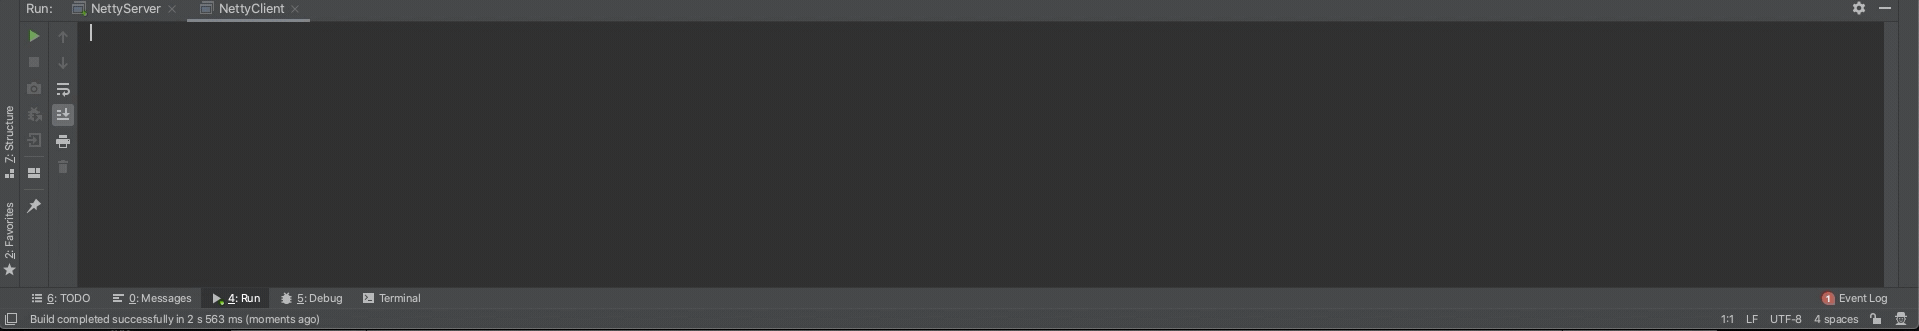 Run: NettyServer NettyClient
7: Structure
2: Favorites
6: TODO 0: Messages 4: Run 5: Debug Terminal 1 Event Log
Build completed successfully in 2 s 563 ms (moments ago) 1:1 LF UTF-8 4 spaces